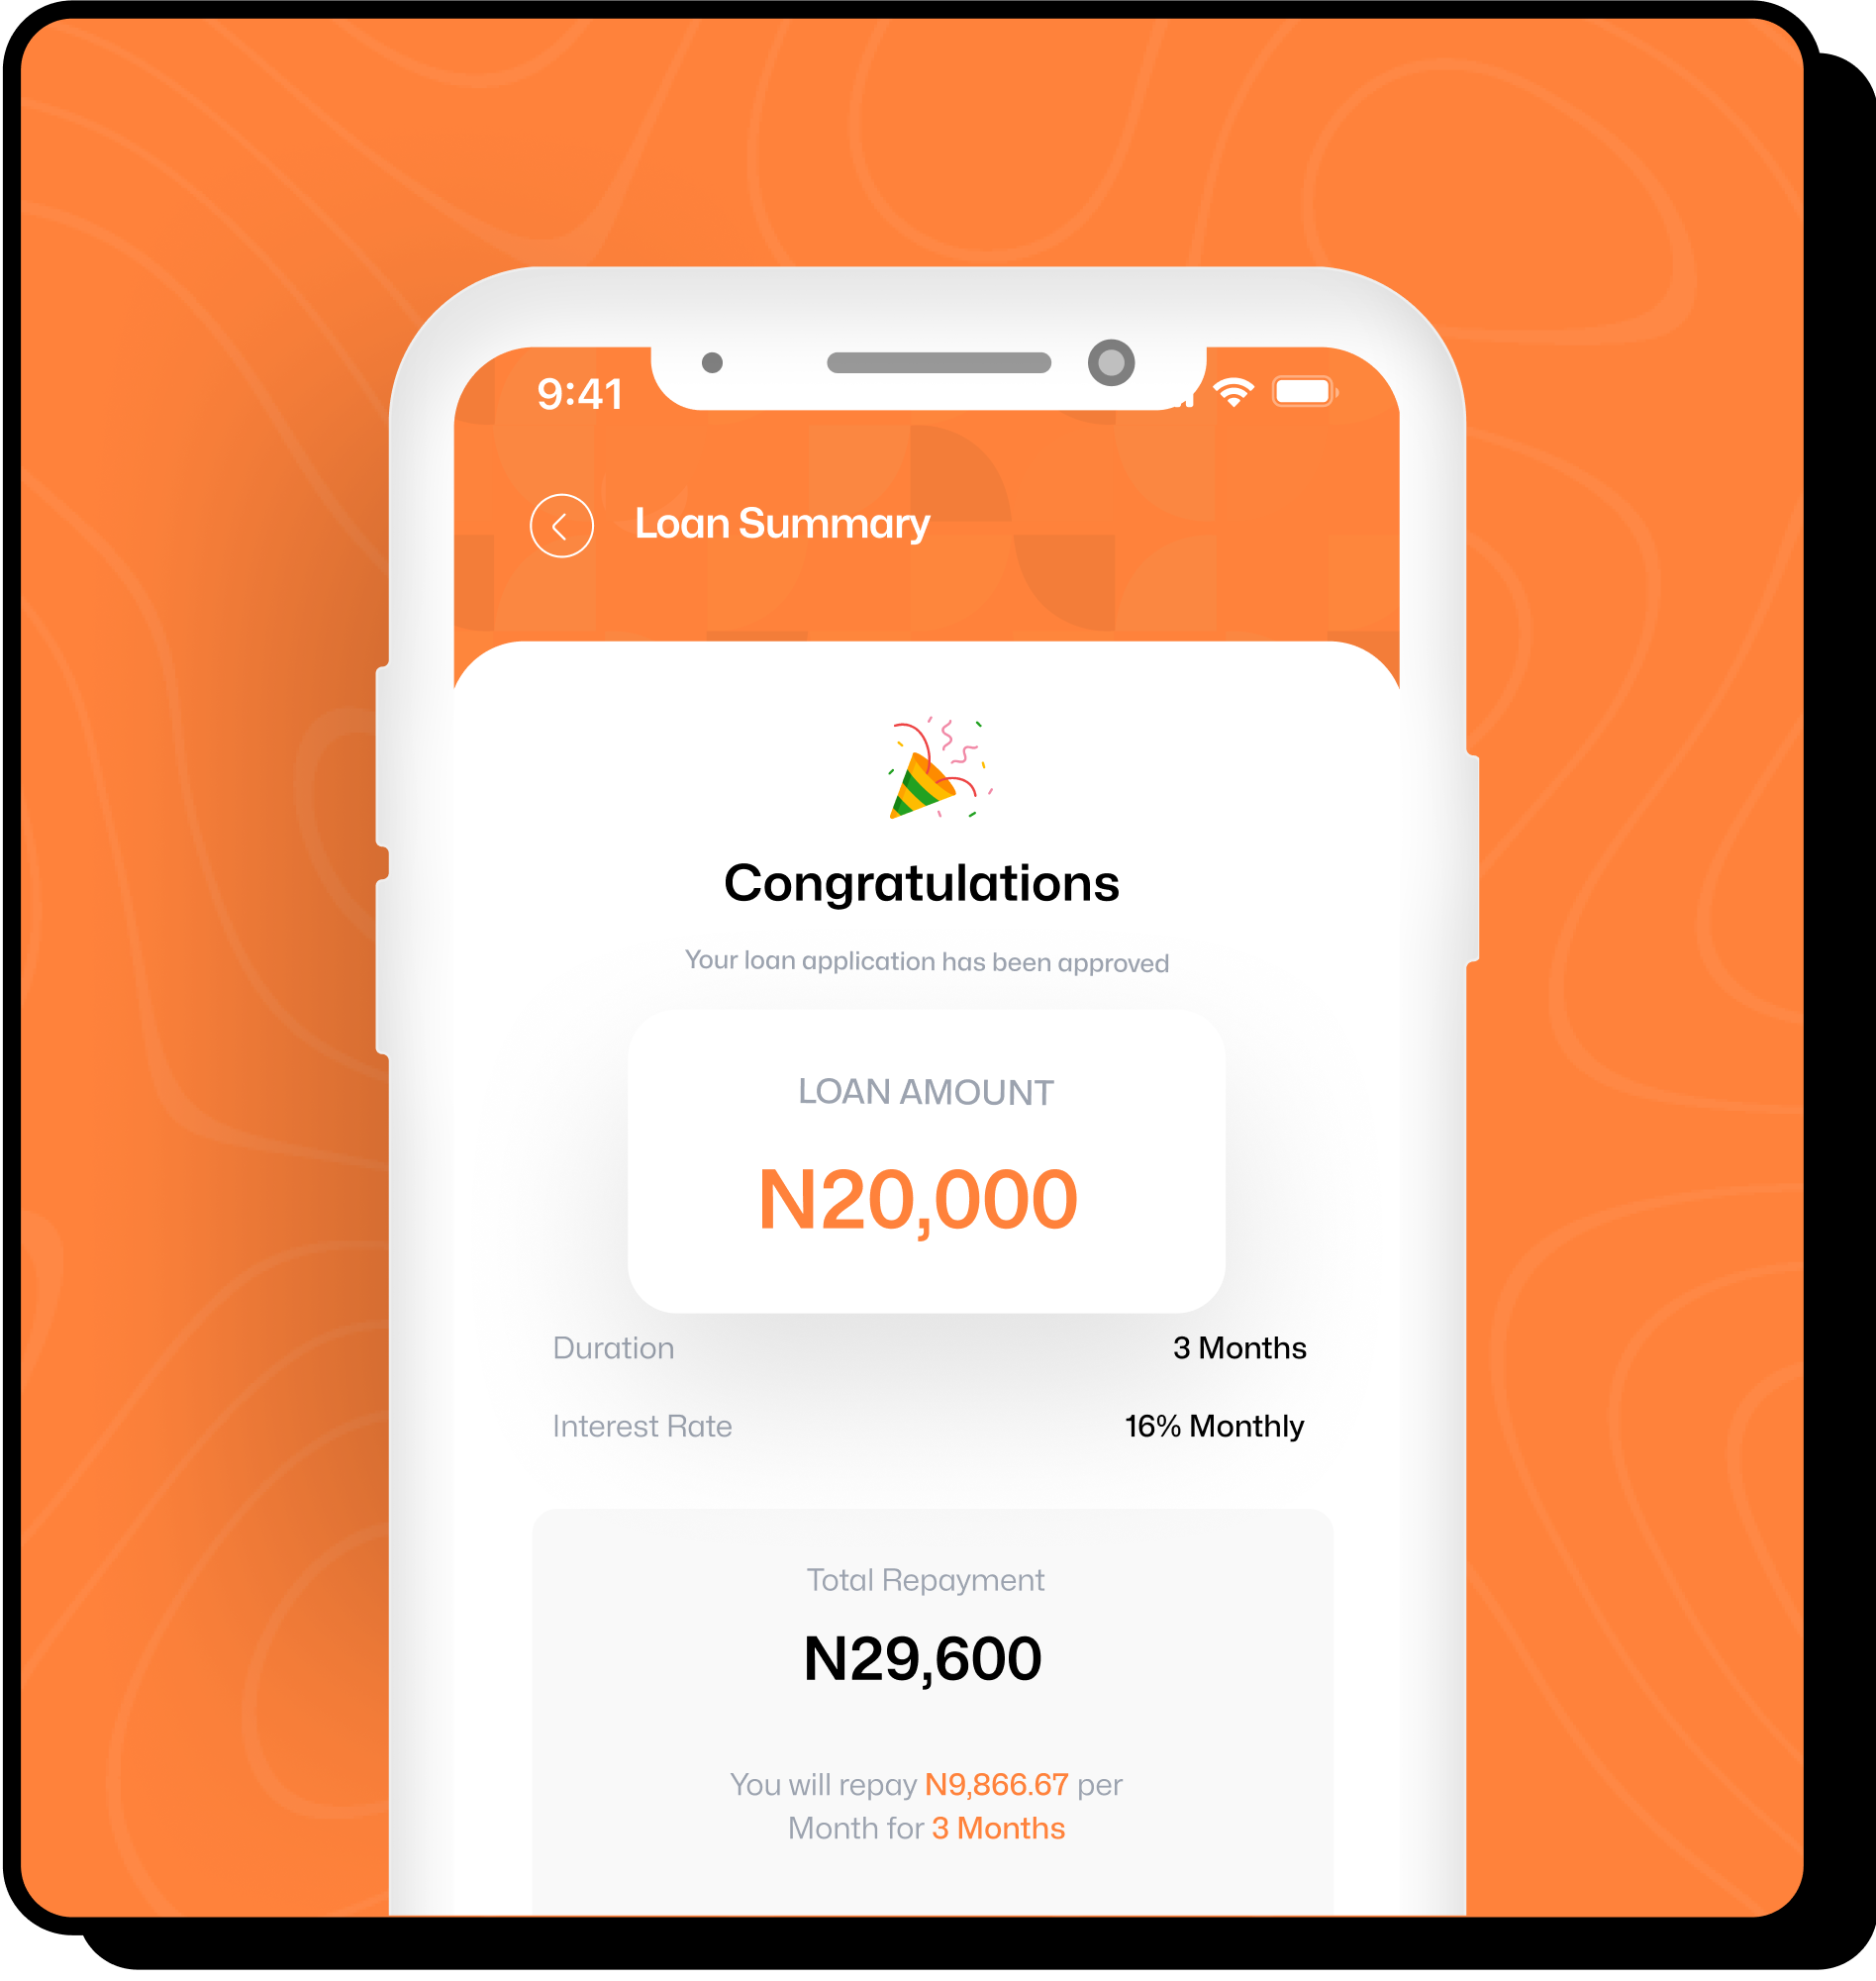 9:41
Loan Summary
Congratulations
Your loan application has been approved
LOAN AMOUNT
N20,000
Duration 3 Months
Interest Rate 16% Monthly
Total Repayment
N29,600
You will repay N9,866.67 per
Month for 3 Months